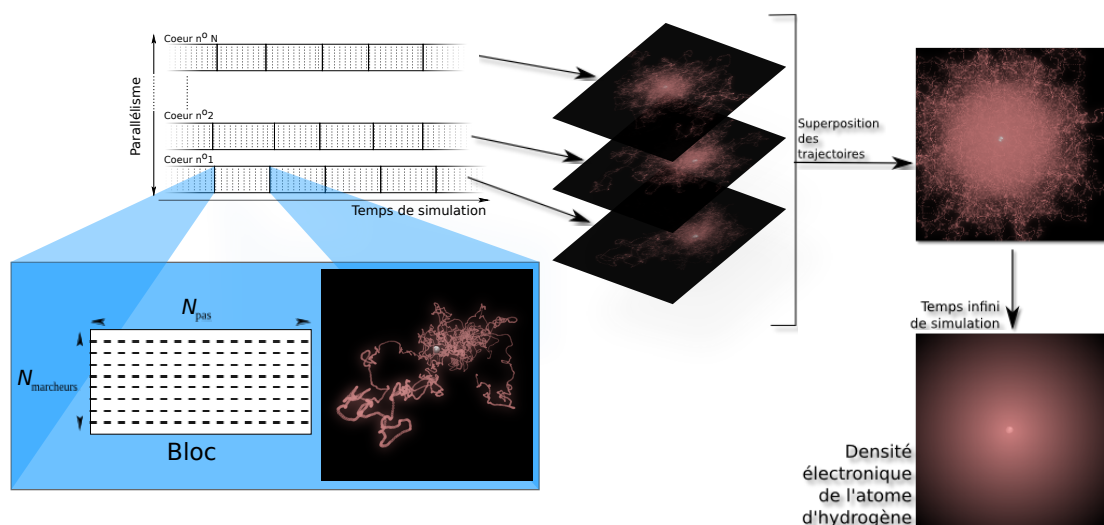 Coeur nº N
Parallélisme
Coeur nº2
Coeur nº1
Temps de simulation
Superposition
des
trajectoires
Temps infini
de simulation
N pas
N marcheurs
Bloc
Densité
électronique
de l'atome
d'hydrogène